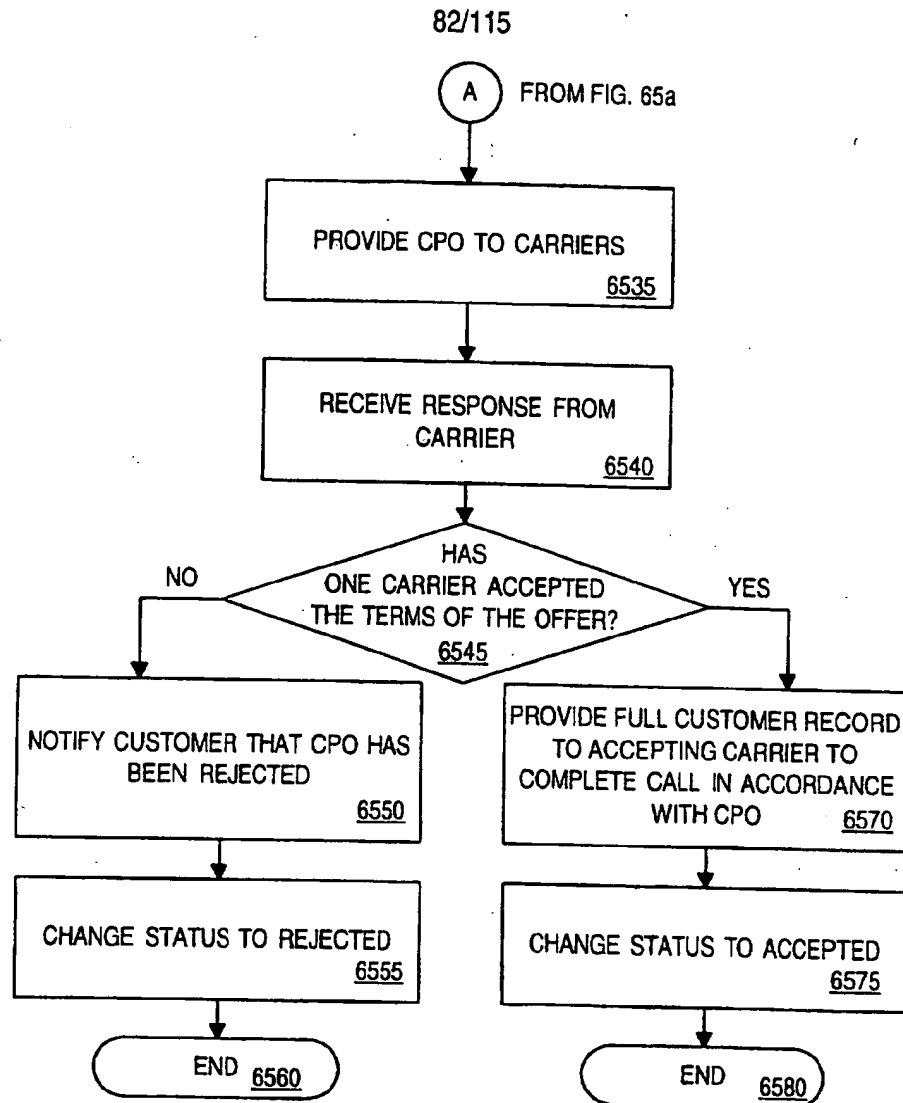 82/115
A FROM FIG. 65a
PROVIDE CPO TO CARRIERS
6535
RECEIVE RESPONSE FROM
CARRIER
6540
HAS
ONE CARRIER ACCEPTED
THE TERMS OF THE OFFER?
6545
NO
YES
NOTIFY CUSTOMER THAT CPO HAS
BEEN REJECTED
6550
PROVIDE FULL CUSTOMER RECORD
TO ACCEPTING CARRIER TO
COMPLETE CALL IN ACCORDANCE
WITH CPO 6570
CHANGE STATUS TO REJECTED
6555
CHANGE STATUS TO ACCEPTED
6575
END 6560
END 6580